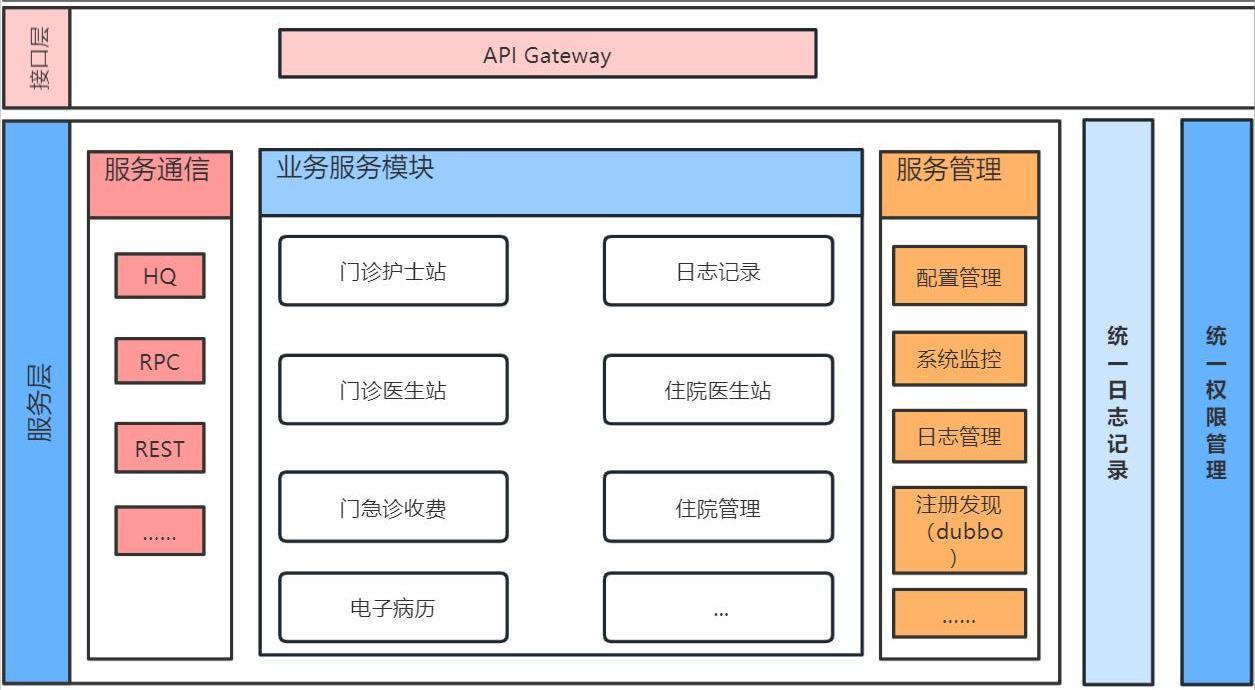 接口层
API Gateway
服务层
服务通信
HQ
RPC
REST
......
业务服务模块
门诊护士站
日志记录
门诊医生站
住院医生站
门急诊收费
住院管理
电子病历
...
服务管理
配置管理
系统监控
日志管理
注册发现
（dubbo
）
......
统一日志记录
统一权限管理